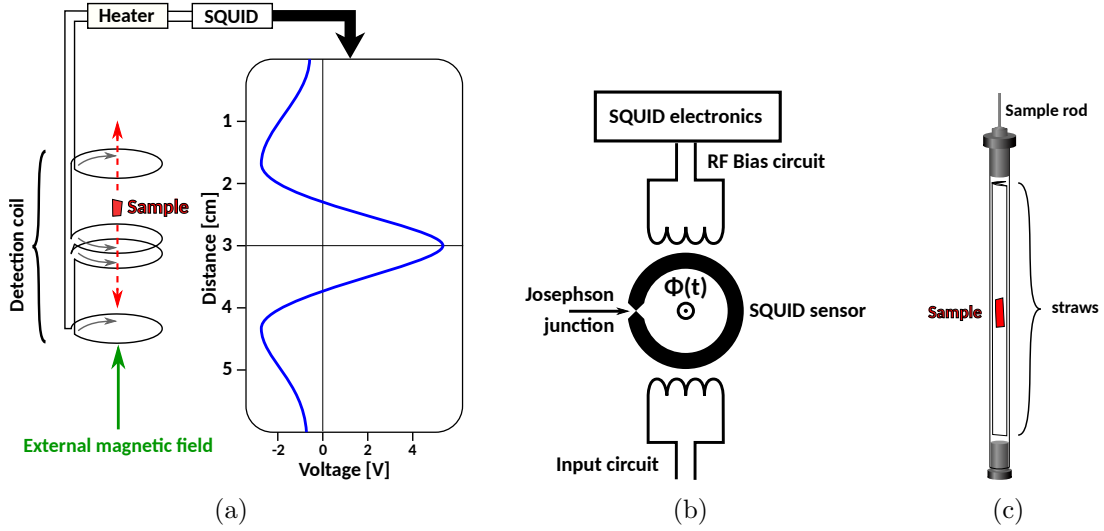 Heater
SQUID
Detection coil
Sample
External magnetic field
Distance [cm]
1
2
3
4
5
-2
0
2
4
Voltage [V]
(a)
SQUID electronics
RF Bias circuit
Josephson
junction
Φ(t)
SQUID sensor
Input circuit
(b)
Sample rod
Sample
straws
(c)